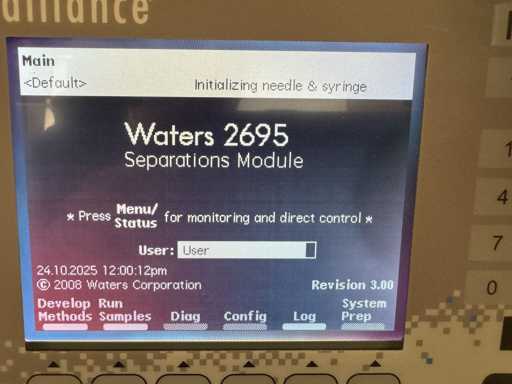 alliance
Main
<Default> Initializing needle & syringe
Waters 2695
Separations Module
* Press Menu/Status for monitoring and direct control *
User: User
24.10.2025 12:00:12pm
© 2008 Waters Corporation Revision 3.00
Develop Methods Run Samples Diag Config Log System Prep
1
4
7
0